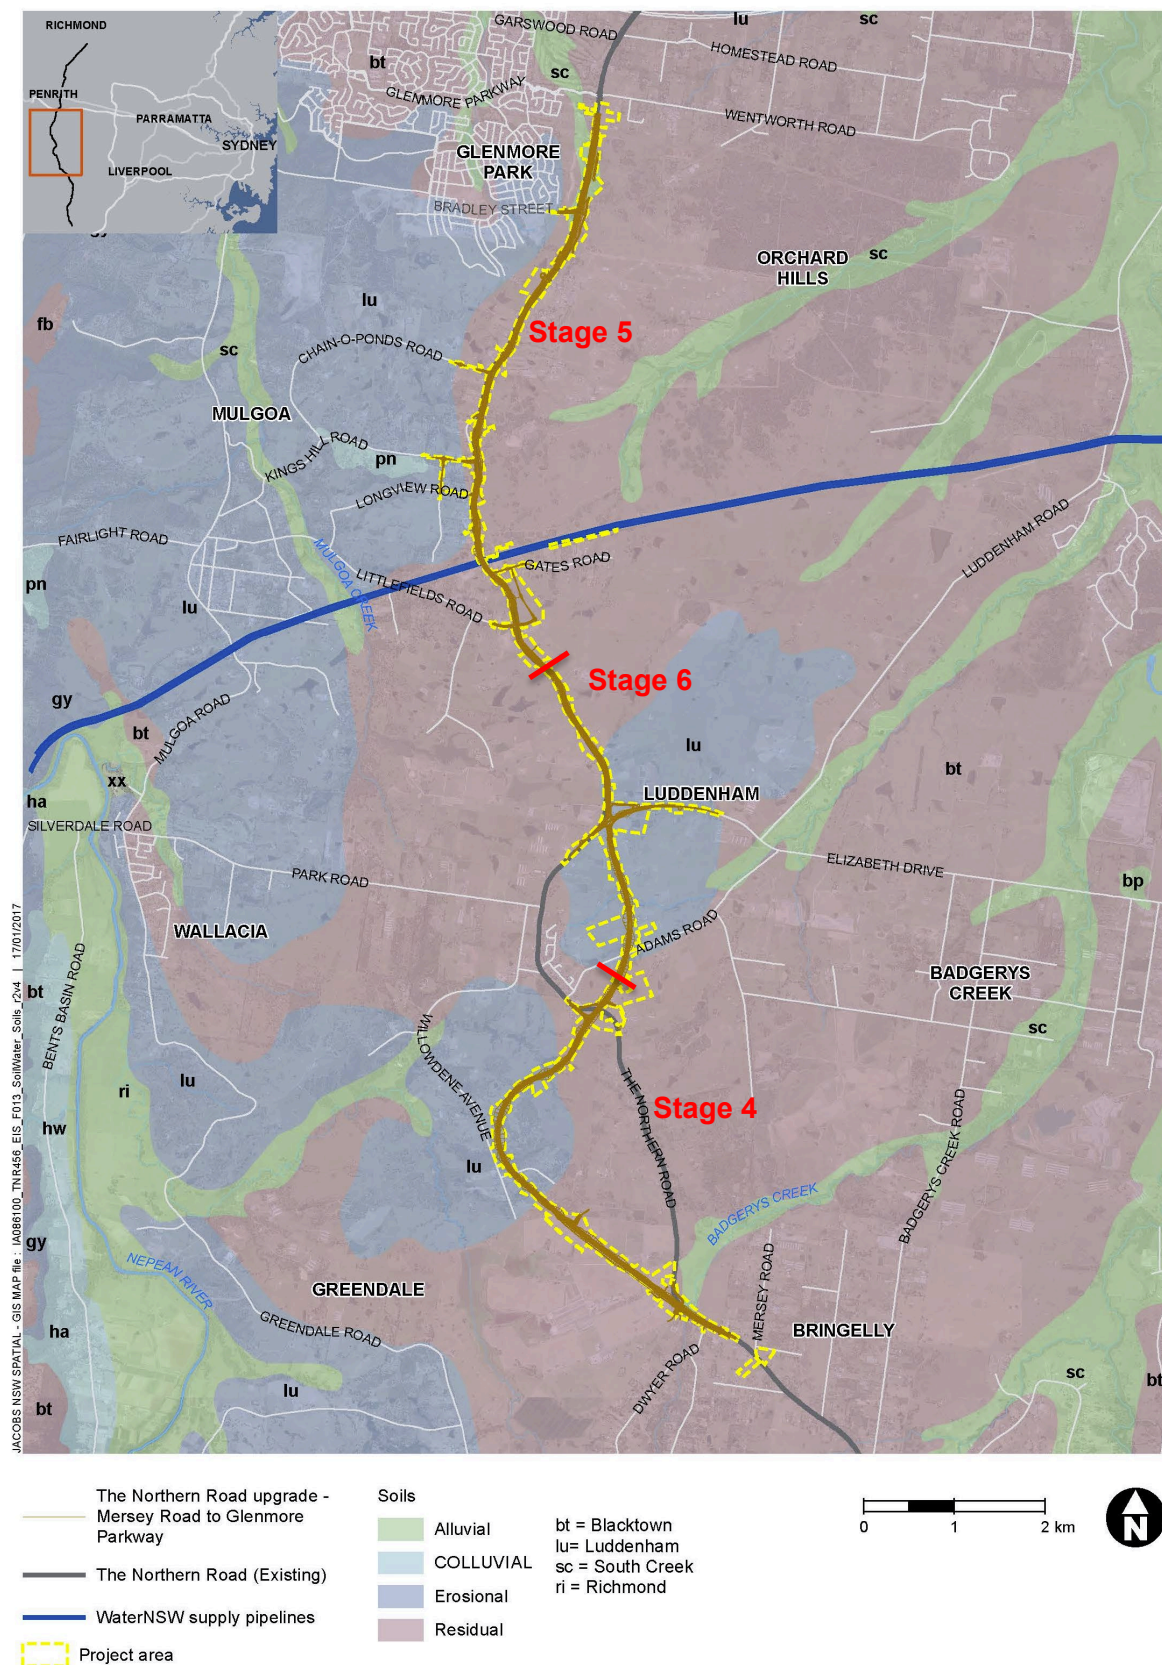 RICHMOND
PENRITH
PARRAMATTA
SYDNEY
LIVERPOOL
GARSWOOD ROAD
lu
sc
HOMESTEAD ROAD
bt
sc
GLENMORE PARKWAY
WENTWORTH ROAD
GLENMORE
PARK
BRADLEY STREET
gy
ORCHARD
HILLS
sc
lu
fb
Stage 5
sc
CHAIN-O-PONDS ROAD
MULGOA
KINGS HILL ROAD
pn
LONGVIEW ROAD
FAIRLIGHT ROAD
MULGOA CREEK
LUDDENHAM ROAD
GATES ROAD
LITTLEFIELDS ROAD
pn
lu
Stage 6
gy
MULGOA ROAD
bt
lu
bt
xx
ha
LUDDENHAM
SILVERDALE ROAD
ELIZABETH DRIVE
PARK ROAD
bp
WALLACIA
ADAMS ROAD
BENTS BASIN ROAD
BADGERYS
CREEK
bt
sc
WILLOWDENE AVENUE
lu
ri
THE NORTHERN ROAD
Stage 4
hw
BADGERYS CREEK ROAD
lu
BADGERYS CREEK
gy
NEPEAN RIVER
MERSEY ROAD
GREENDALE
GREENDALE ROAD
ha
BRINGELLY
DWYER ROAD
sc
bt
lu
bt
JACOBS NSW SPATIAL - GIS MAP file : IA086100_TNR456_EIS_F013_SoilWater_Soils_r2v4 | 17/01/2017
The Northern Road upgrade -
Mersey Road to Glenmore
Parkway
The Northern Road (Existing)
WaterNSW supply pipelines
Project area
Soils
Alluvial
COLLUVIAL
Erosional
Residual
bt = Blacktown
lu= Luddenham
sc = South Creek
ri = Richmond
0 1 2 km
N